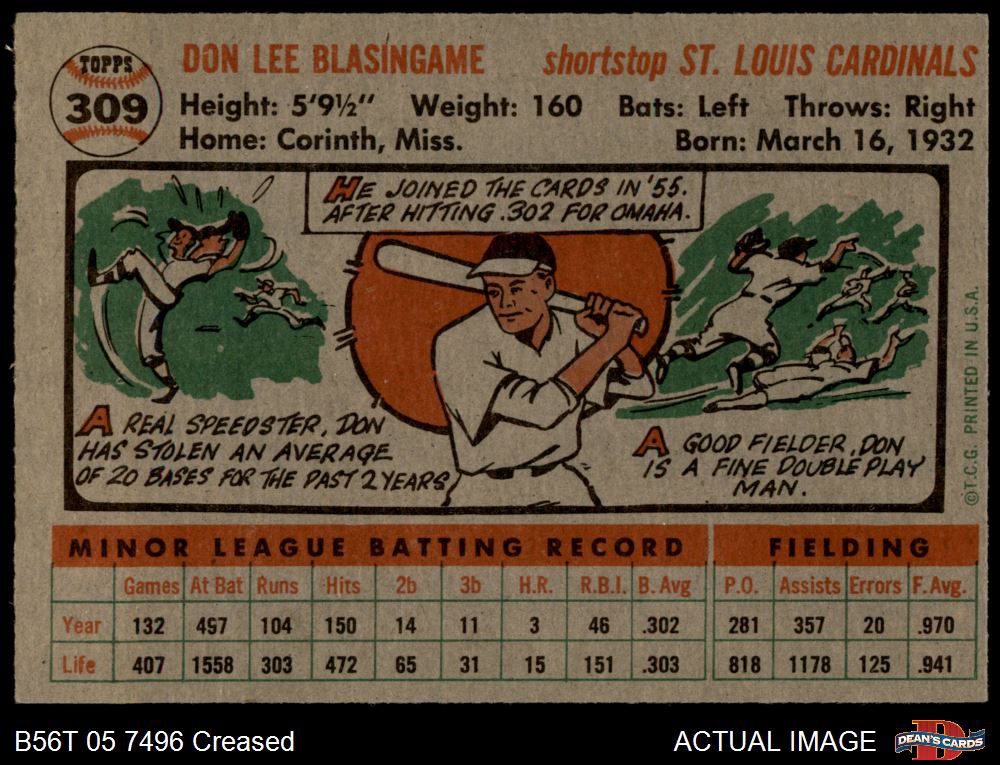 TOPPS
309
DON LEE BLASINGAME shortstop ST. LOUIS CARDINALS
Height: 5'9½" Weight: 160 Bats: Left Throws: Right
Home: Corinth, Miss. Born: March 16, 1932
HE JOINED THE CARDS IN '55.
AFTER HITTING .302 FOR OMAHA.
A REAL SPEEDSTER, DON
HAS STOLEN AN AVERAGE
OF 20 BASES FOR THE PAST 2 YEARS
A GOOD FIELDER, DON
IS A FINE DOUBLE PLAY
MAN.
©T.C.G. PRINTED IN U.S.A.
MINOR LEAGUE BATTING RECORD FIELDING
Games At Bat Runs Hits 2b 3b H.R. R.B.I. B. Avg P.O. Assists Errors F. Avg.
Year 132 497 104 150 14 11 3 46 .302 281 357 20 .970
Life 407 1558 303 472 65 31 15 151 .303 818 1178 125 .941
B56T 05 7496 Creased ACTUAL IMAGE
DEAN'S CARDS